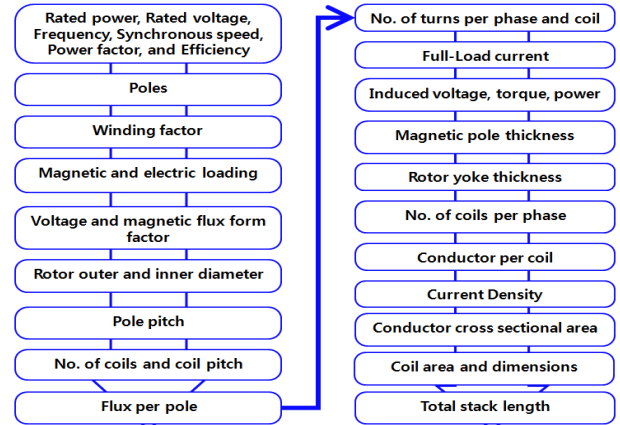 Rated power, Rated voltage,
Frequency, Synchronous speed,
Power factor, and Efficiency
Poles
Winding factor
Magnetic and electric loading
Voltage and magnetic flux form
factor
Rotor outer and inner diameter
Pole pitch
No. of coils and coil pitch
Flux per pole
No. of turns per phase and coil
Full-Load current
Induced voltage, torque, power
Magnetic pole thickness
Rotor yoke thickness
No. of coils per phase
Conductor per coil
Current Density
Conductor cross sectional area
Coil area and dimensions
Total stack length